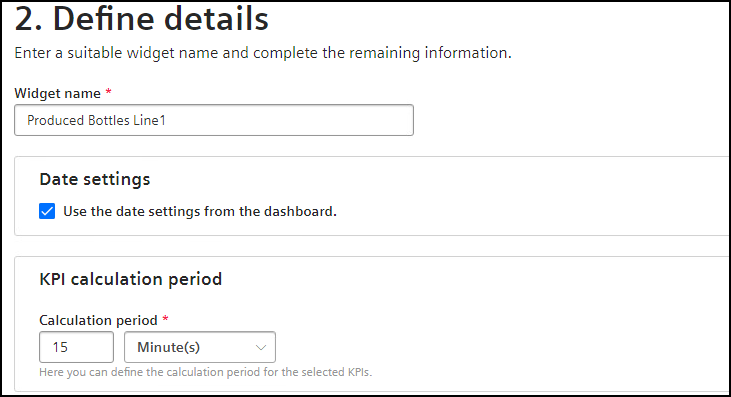 2. Define details
Enter a suitable widget name and complete the remaining information.
Widget name *
Produced Bottles Line1
Date settings
Use the date settings from the dashboard.
KPI calculation period
Calculation period *
15 Minute(s)
Here you can define the calculation period for the selected KPIs.